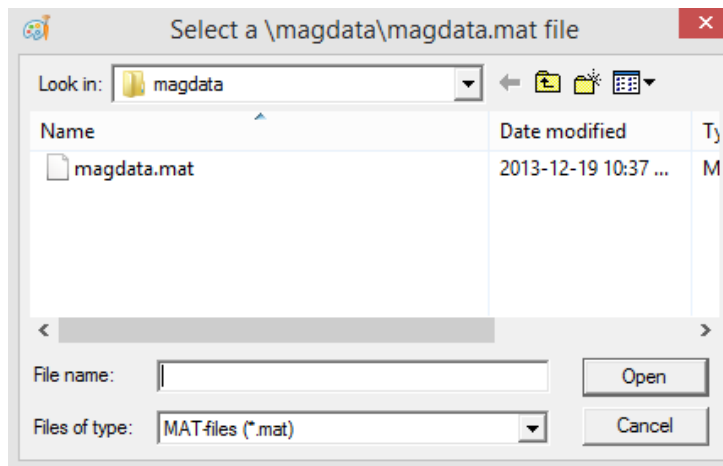 Select a \magdata\magdata.mat file
Look in: magdata
Name Date modified Ty
magdata.mat 2013-12-19 10:37 ... M
File name: Open
Files of type: MAT-files (*.mat) Cancel